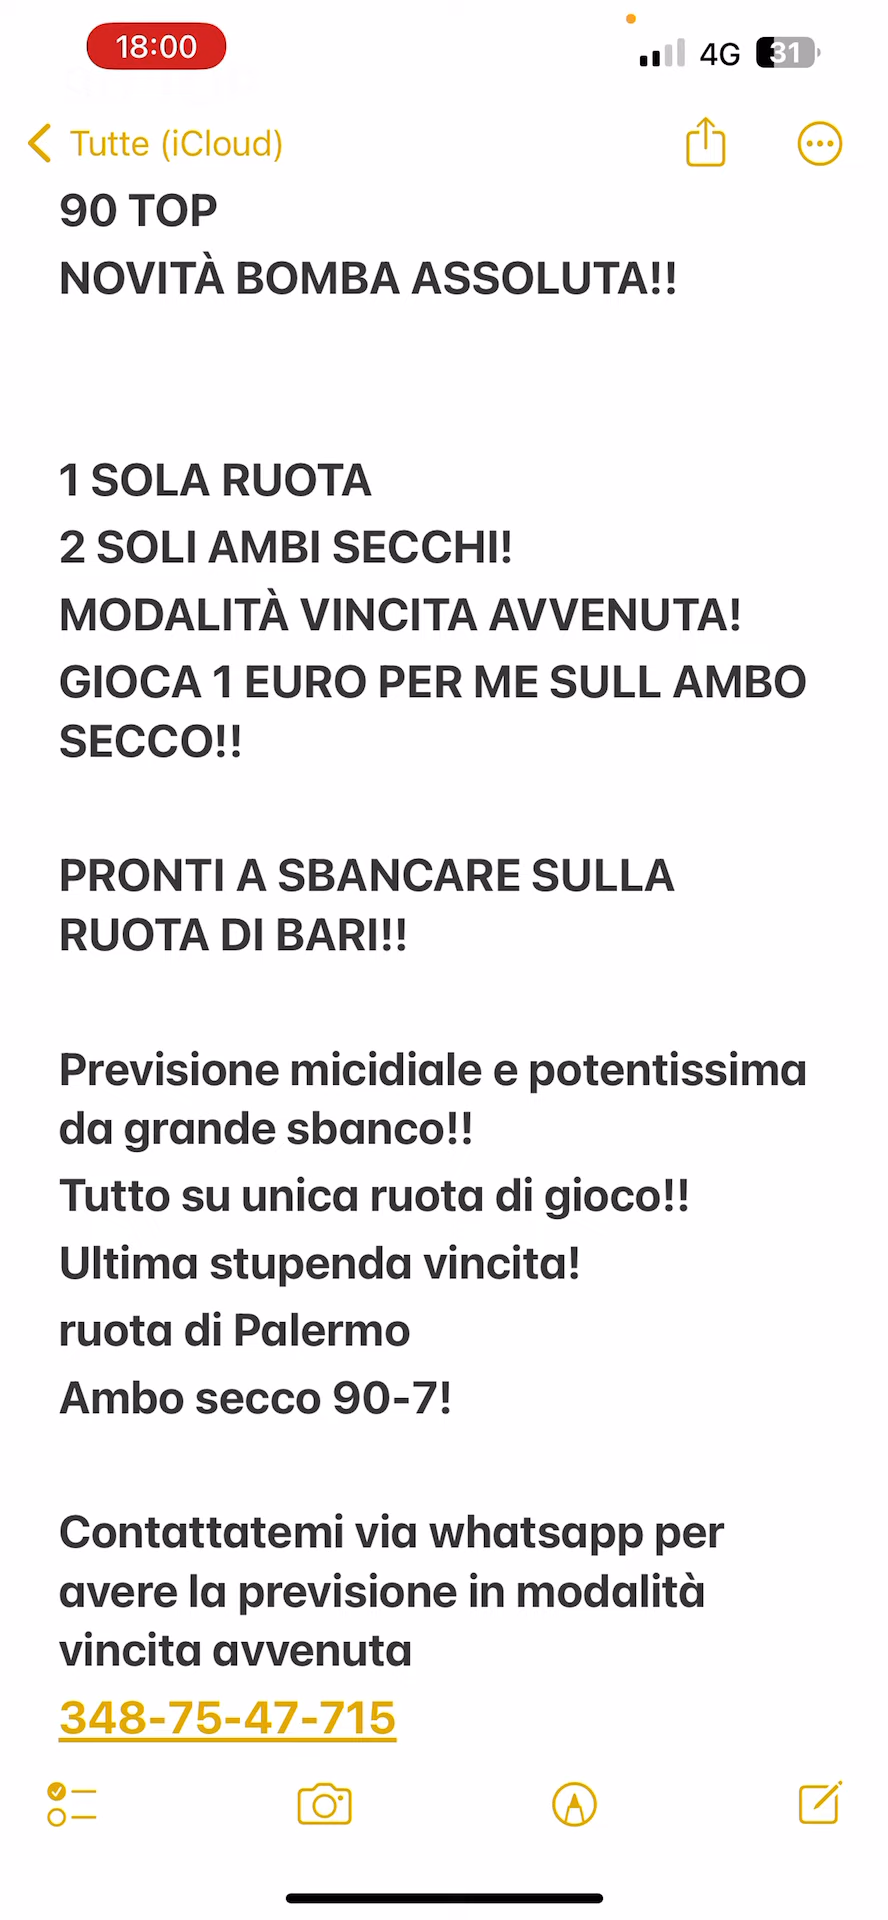 18:00
4G
31
Tutte (iCloud)
90 TOP
NOVITÀ BOMBA ASSOLUTA!!
1 SOLA RUOTA
2 SOLI AMBI SECCHI!
MODALITÀ VINCITA AVVENUTA!
GIOCA 1 EURO PER ME SULL AMBO
SECCO!!
PRONTI A SBANCARE SULLA
RUOTA DI BARI!!
Previsione micidiale e potentissima
da grande sbanco!!
Tutto su unica ruota di gioco!!
Ultima stupenda vincita!
ruota di Palermo
Ambo secco 90-7!
Contattatemi via whatsapp per
avere la previsione in modalità
vincita avvenuta
348-75-47-715